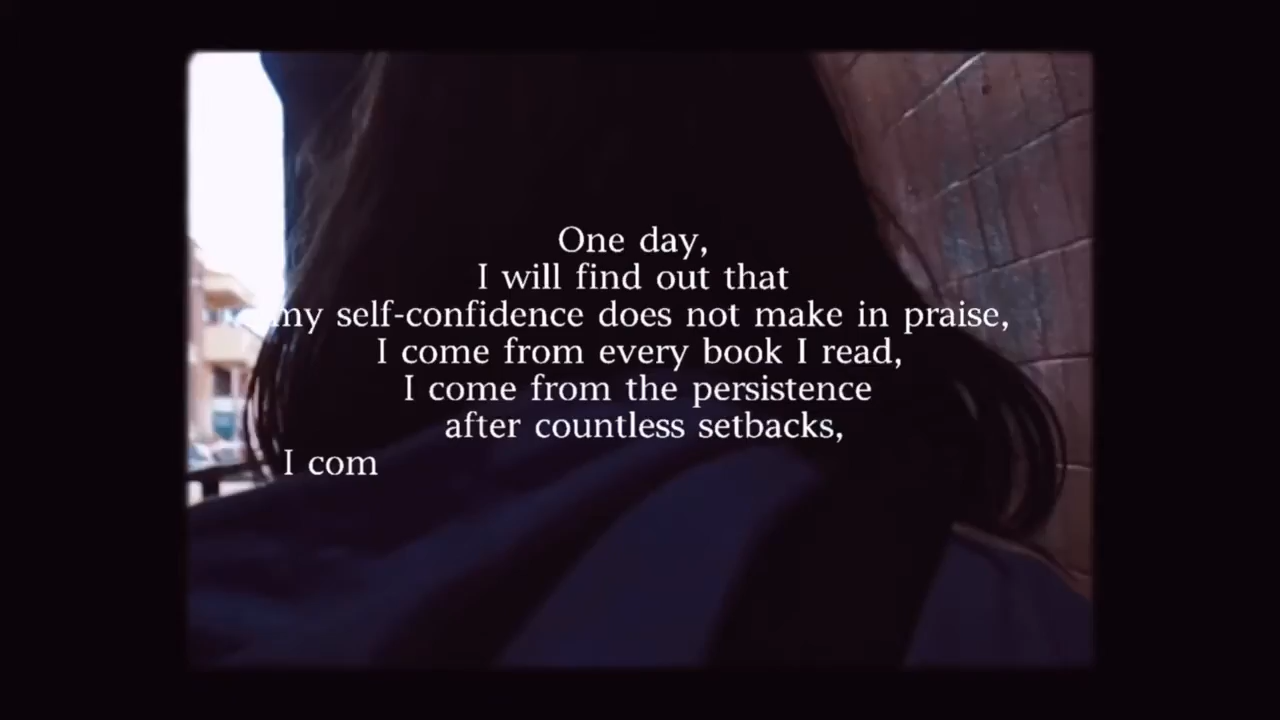 One day,
I will find out that
my self-confidence does not make in praise,
I come from every book I read,
I come from the persistence
after countless setbacks,
I com